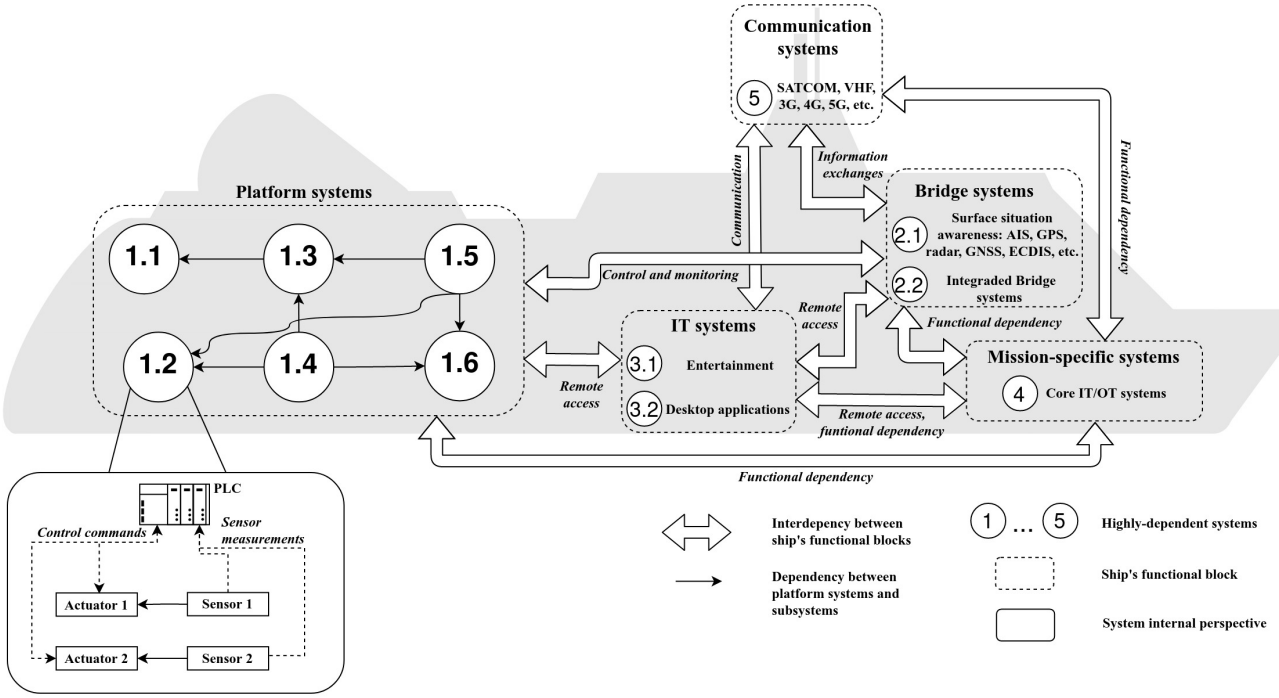 Communication
systems
5
SATCOM, VHF,
3G, 4G, 5G, etc.
Communication
Information
exchanges
Functional dependency
Platform systems
1.1
1.3
1.5
1.2
1.4
1.6
Control and monitoring
Bridge systems
2.1
Surface situation
awareness: AIS, GPS,
radar, GNSS, ECDIS, etc.
2.2
Integraded Bridge
systems
Remote
access
Functional dependency
IT systems
3.1
Entertainment
3.2
Desktop applications
Remote
access
Mission-specific systems
4
Core IT/OT systems
Remote access,
funtional dependency
Functional dependency
PLC
Control commands
Sensor
measurements
Actuator 1
Sensor 1
Actuator 2
Sensor 2
Interdepency between
ship's functional blocks
Dependency between
platform systems and
subsystems
1 ... 5
Highly-dependent systems
Ship's functional block
System internal perspective